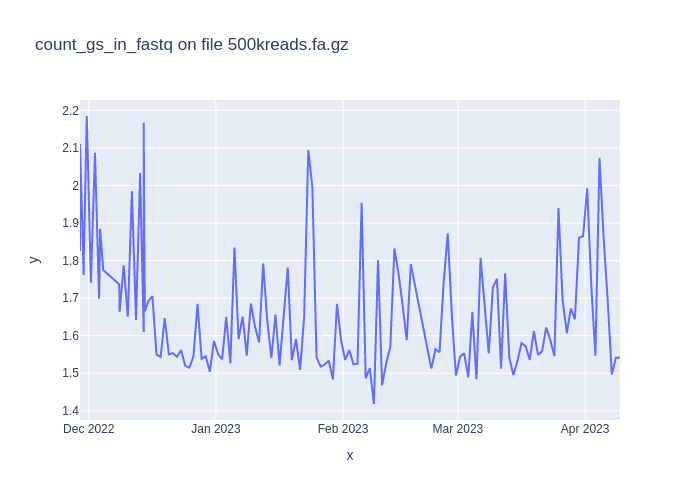 count_gs_in_fastq on file 500kreads.fa.gz
2.2
2.1
2
1.9
1.8
1.7
1.6
1.5
1.4
y
Dec 2022 Jan 2023 Feb 2023 Mar 2023 Apr 2023
x